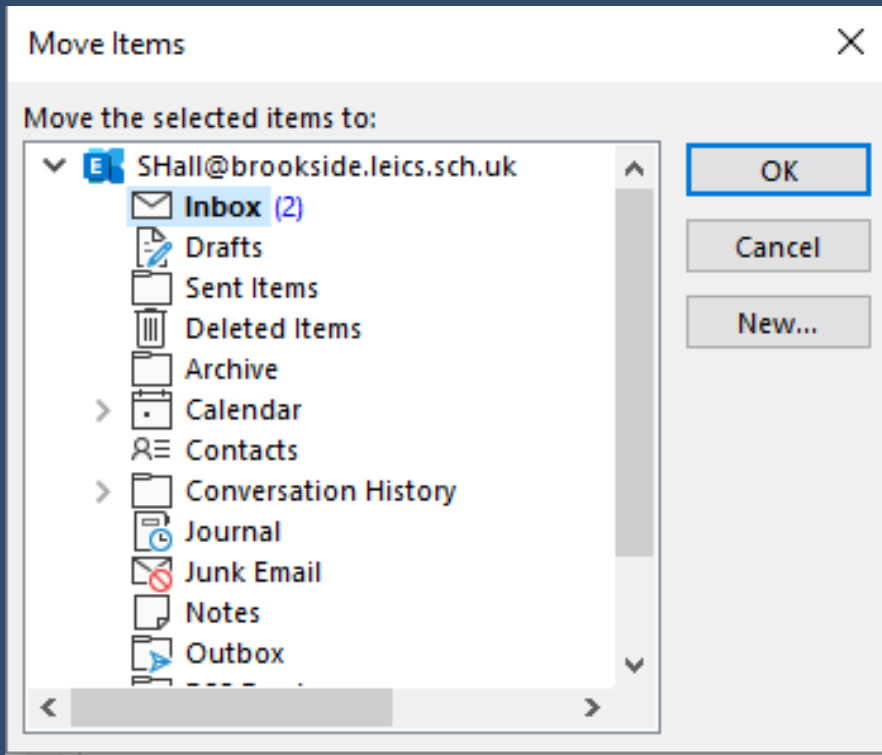 Move Items
Move the selected items to:
SHall@brookside.leics.sch.uk
Inbox (2)
Drafts
Sent Items
Deleted Items
Archive
Calendar
Contacts
Conversation History
Journal
Junk Email
Notes
Outbox
OK
Cancel
New...